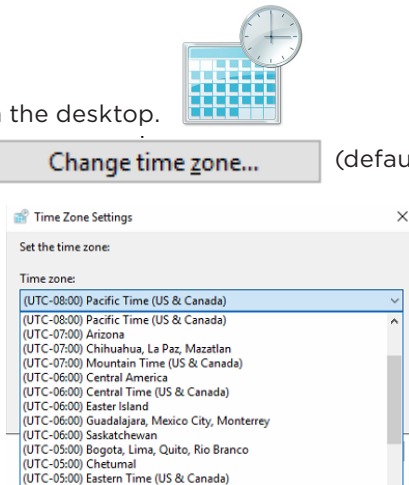 the desktop.
Change time zone...
(defau
Time Zone Settings
Set the time zone:
Time zone:
(UTC-08:00) Pacific Time (US & Canada)
(UTC-08:00) Pacific Time (US & Canada)
(UTC-07:00) Arizona
(UTC-07:00) Chihuahua, La Paz, Mazatlan
(UTC-07:00) Mountain Time (US & Canada)
(UTC-06:00) Central America
(UTC-06:00) Central Time (US & Canada)
(UTC-06:00) Easter Island
(UTC-06:00) Guadalajara, Mexico City, Monterrey
(UTC-06:00) Saskatchewan
(UTC-05:00) Bogota, Lima, Quito, Rio Branco
(UTC-05:00) Chetumal
(UTC-05:00) Eastern Time (US & Canada)